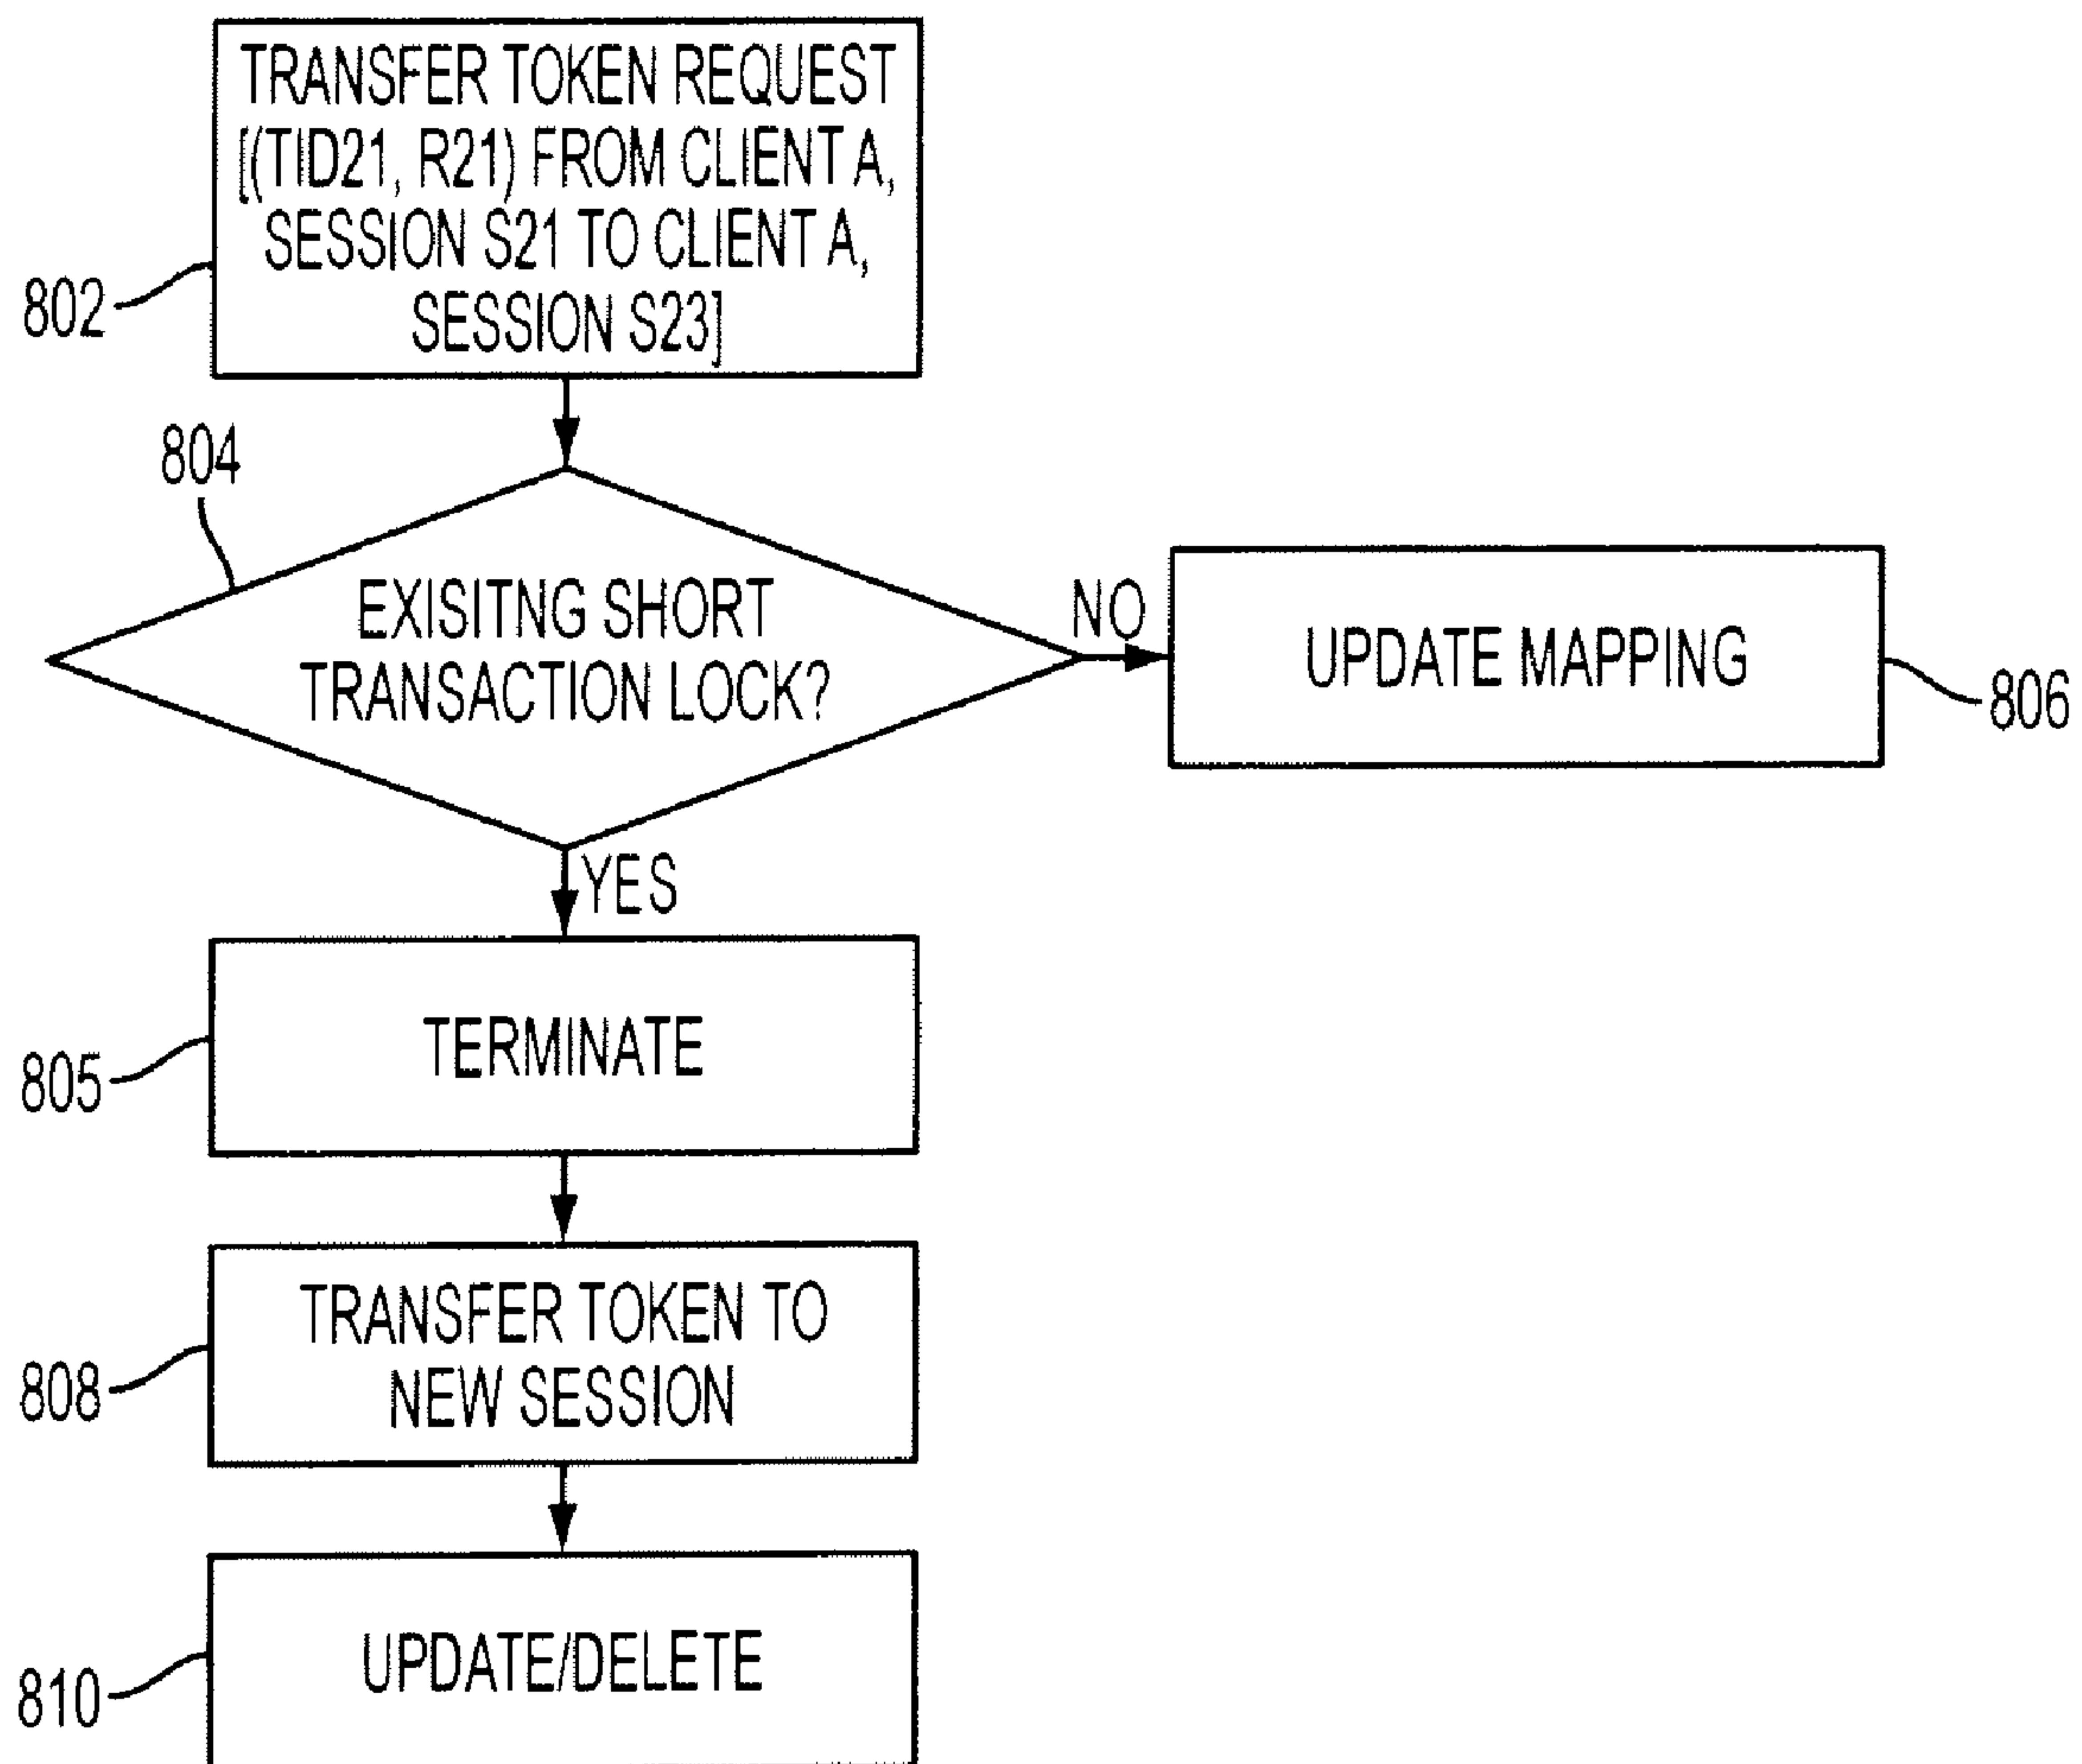 TRANSFER TOKEN REQUEST
[(TID21, R21) FROM CLIENT A,
SESSION S21 TO CLIENT A,
SESSION S23]
802
804
EXISITNG SHORT
TRANSACTION LOCK?
NO
UPDATE MAPPING
806
YES
TERMINATE
805
TRANSFER TOKEN TO
NEW SESSION
808
UPDATE/DELETE
810